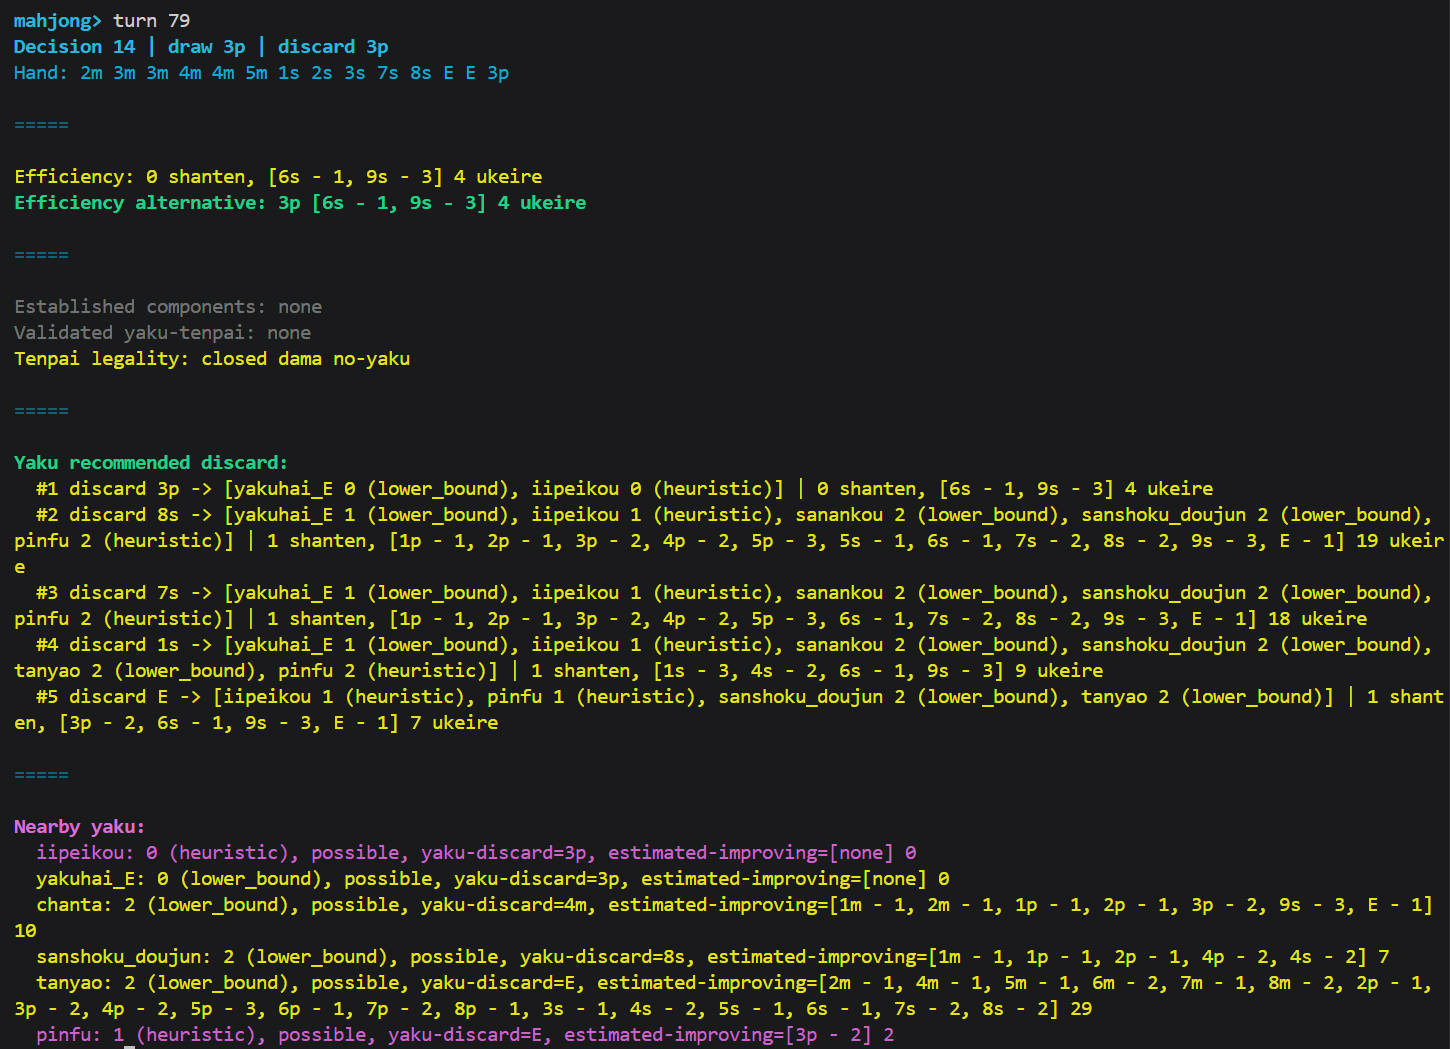 mahjong> turn 79
Decision 14 | draw 3p | discard 3p
Hand: 2m 3m 3m 4m 4m 5m 1s 2s 3s 7s 8s E E 3p
=====
Efficiency: 0 shanten, [6s - 1, 9s - 3] 4 ukeire
Efficiency alternative: 3p [6s - 1, 9s - 3] 4 ukeire
=====
Established components: none
Validated yaku-tenpai: none
Tenpai legality: closed dama no-yaku
=====
Yaku recommended discard:
#1 discard 3p -> [yakuhai_E 0 (lower_bound), iipeikou 0 (heuristic)] | 0 shanten, [6s - 1, 9s - 3] 4 ukeire
#2 discard 8s -> [yakuhai_E 1 (lower_bound), iipeikou 1 (heuristic), sanankou 2 (lower_bound), sanshoku_doujun 2 (lower_bound),
pinfu 2 (heuristic)] | 1 shanten, [1p - 1, 2p - 1, 3p - 2, 4p - 2, 5p - 3, 5s - 1, 6s - 1, 7s - 2, 8s - 2, 9s - 3, E - 1] 19 ukeir
e
#3 discard 7s -> [yakuhai_E 1 (lower_bound), iipeikou 1 (heuristic), sanankou 2 (lower_bound), sanshoku_doujun 2 (lower_bound),
pinfu 2 (heuristic)] | 1 shanten, [1p - 1, 2p - 1, 3p - 2, 4p - 2, 5p - 3, 6s - 1, 7s - 2, 8s - 2, 9s - 3, E - 1] 18 ukeire
#4 discard 1s -> [yakuhai_E 1 (lower_bound), iipeikou 1 (heuristic), sanankou 2 (lower_bound), sanshoku_doujun 2 (lower_bound),
tanyao 2 (lower_bound), pinfu 2 (heuristic)] | 1 shanten, [1s - 3, 4s - 2, 6s - 1, 9s - 3] 9 ukeire
#5 discard E -> [iipeikou 1 (heuristic), pinfu 1 (heuristic), sanshoku_doujun 2 (lower_bound), tanyao 2 (lower_bound)] | 1 shant
en, [3p - 2, 6s - 1, 9s - 3, E - 1] 7 ukeire
=====
Nearby yaku:
iipeikou: 0 (heuristic), possible, yaku-discard=3p, estimated-improving=[none] 0
yakuhai_E: 0 (lower_bound), possible, yaku-discard=3p, estimated-improving=[none] 0
chanta: 2 (lower_bound), possible, yaku-discard=4m, estimated-improving=[1m - 1, 2m - 1, 1p - 1, 2p - 1, 3p - 2, 9s - 3, E - 1]
10
sanshoku_doujun: 2 (lower_bound), possible, yaku-discard=8s, estimated-improving=[1m - 1, 1p - 1, 2p - 1, 4p - 2, 4s - 2] 7
tanyao: 2 (lower_bound), possible, yaku-discard=E, estimated-improving=[2m - 1, 4m - 1, 5m - 1, 6m - 2, 7m - 1, 8m - 2, 2p - 1,
3p - 2, 4p - 2, 5p - 3, 6p - 1, 7p - 2, 8p - 1, 3s - 1, 4s - 2, 5s - 1, 6s - 1, 7s - 2, 8s - 2] 29
pinfu: 1 (heuristic), possible, yaku-discard=E, estimated-improving=[3p - 2] 2